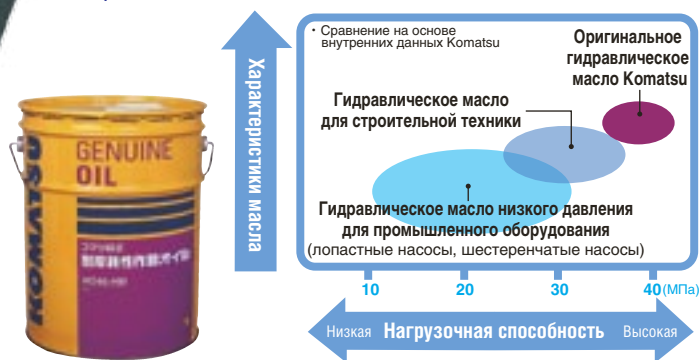 KOMATSU
GENUINE
OIL
Характеристики масла
· Сравнение на основе
внутренних данных Komatsu
Оригинальное
гидравлическое
масло Komatsu
Гидравлическое масло
для строительной техники
Гидравлическое масло низкого давления
для промышленного оборудования
(лопастные насосы, шестеренчатые насосы)
10 20 30 40 (МПа)
Низкая Нагрузочная способность Высокая